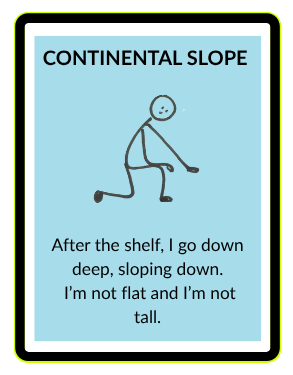 CONTINENTAL SLOPE
After the shelf, I go down
deep, sloping down.
I'm not flat and I'm not
tall.